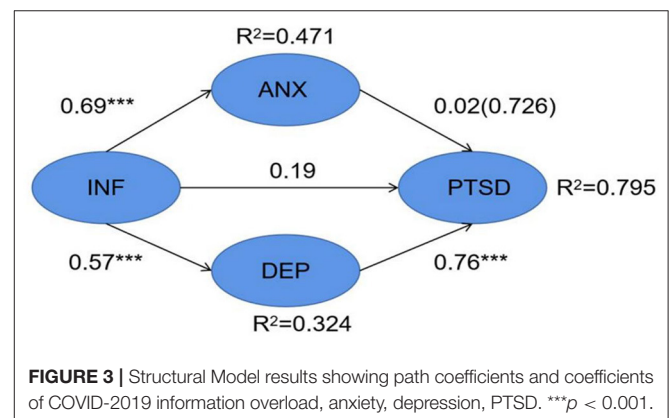 R²=0.471
ANX
0.69***
0.02(0.726)
0.19
INF
PTSD
R²=0.795
0.57***
DEP
0.76***
R²=0.324
FIGURE 3 | Structural Model results showing path coefficients and coefficients
of COVID-2019 information overload, anxiety, depression, PTSD. ***p < 0.001.